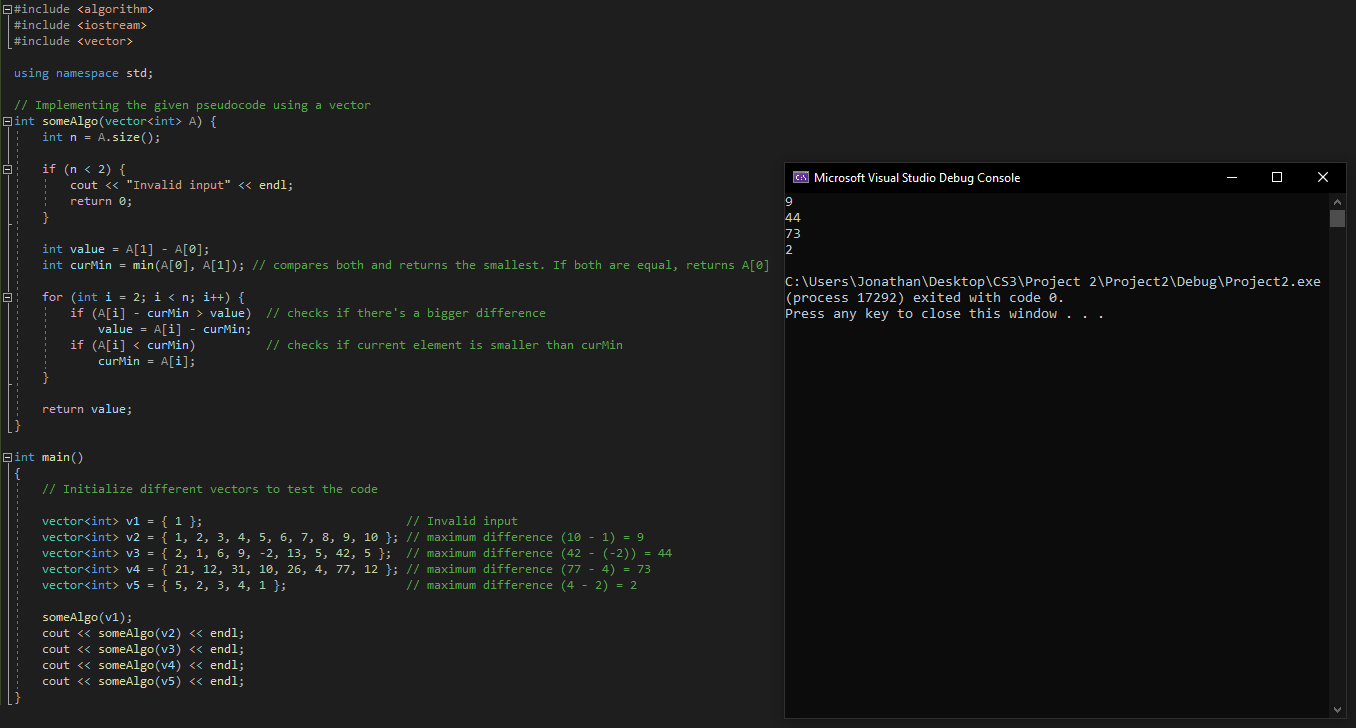 #include <algorithm>
#include <iostream>
#include <vector>
using namespace std;
// Implementing the given pseudocode using a vector
int someAlgo(vector<int> A) {
    int n = A.size();
    if (n < 2) {
        cout << "Invalid input" << endl;
        return 0;
    }
    int value = A[1] - A[0];
    int curMin = min(A[0], A[1]); // compares both and returns the smallest. If both are equal, returns A[0]
    for (int i = 2; i < n; i++) {
        if (A[i] - curMin > value)  // checks if there's a bigger difference
            value = A[i] - curMin;
        if (A[i] < curMin)          // checks if current element is smaller than curMin
            curMin = A[i];
    }
    return value;
}
int main()
{
    // Initialize different vectors to test the code
    vector<int> v1 = { 1 };                             // Invalid input
    vector<int> v2 = { 1, 2, 3, 4, 5, 6, 7, 8, 9, 10 }; // maximum difference (10 - 1) = 9
    vector<int> v3 = { 2, 1, 6, 9, -2, 13, 5, 42, 5 };  // maximum difference (42 - (-2)) = 44
    vector<int> v4 = { 21, 12, 31, 10, 26, 4, 77, 12 }; // maximum difference (77 - 4) = 73
    vector<int> v5 = { 5, 2, 3, 4, 1 };                 // maximum difference (4 - 2) = 2
    someAlgo(v1);
    cout << someAlgo(v2) << endl;
    cout << someAlgo(v3) << endl;
    cout << someAlgo(v4) << endl;
    cout << someAlgo(v5) << endl;
}
Microsoft Visual Studio Debug Console
9
44
73
2
C:\Users\Jonathan\Desktop\CS3\Project 2\Project2\Debug\Project2.exe
(process 17292) exited with code 0.
Press any key to close this window . . .